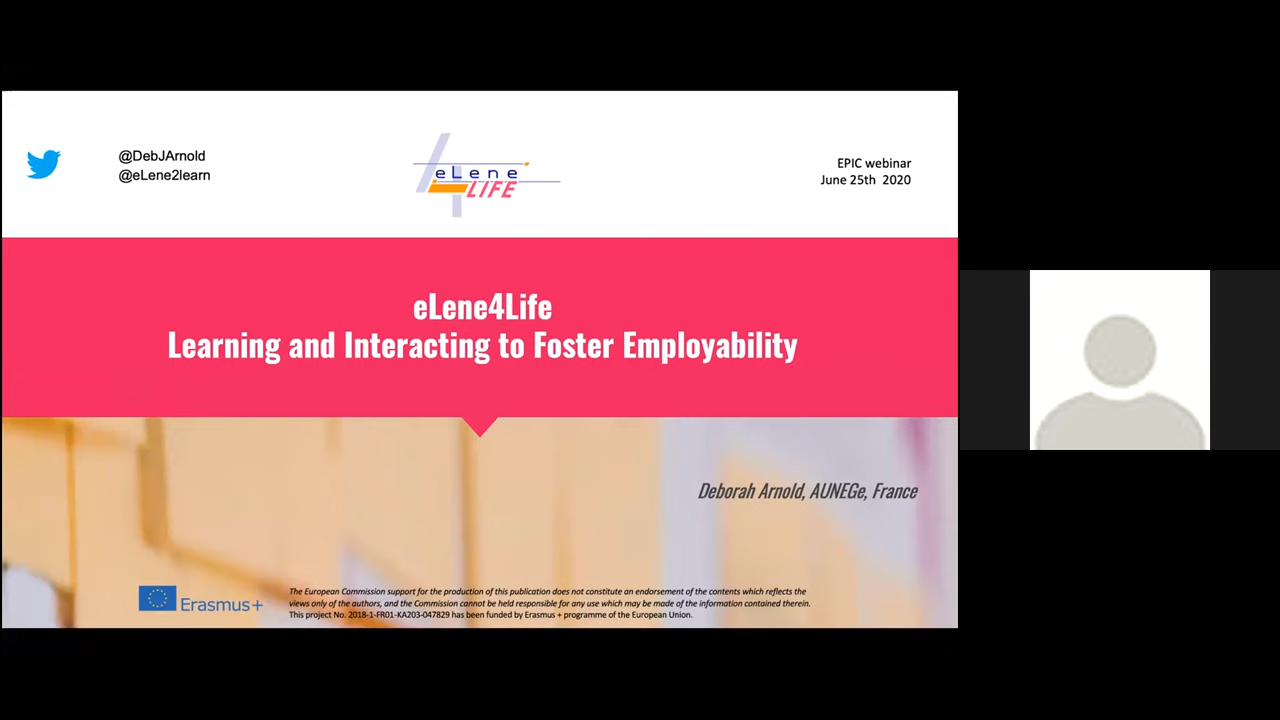 @DebJArnold
@eLene2learn
eLene
4
LIFE
EPIC webinar
June 25th 2020
eLene4Life
Learning and Interacting to Foster Employability
Deborah Arnold, AUNEGe, France
Erasmus+
The European Commission support for the production of this publication does not constitute an endorsement of the contents which reflects the
views only of the authors, and the Commission cannot be held responsible for any use which may be made of the information contained therein.
This project No. 2018-1-FR01-KA203-047829 has been funded by Erasmus + programme of the European Union.